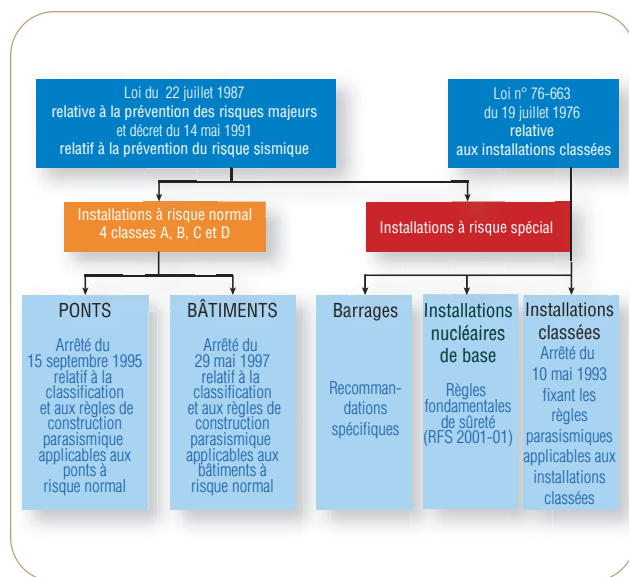 Loi du 22 juillet 1987
relative à la prévention des risques majeurs
et décret du 14 mai 1991
relatif à la prévention du risque sismique
Loi n° 76-663
du 19 juillet 1976
relative
aux installations classées
Installations à risque normal
4 classes A, B, C et D
Installations à risque spécial
PONTS
Arrêté du
15 septembre 1995
relatif à la
classification
et aux règles de
construction
parasismique
applicables aux
ponts à
risque normal
BÂTIMENTS
Arrêté du
29 mai 1997
relatif à la
classification
et aux règles de
construction
parasismique
applicables aux
bâtiments à
risque normal
Barrages
Recomman-
dations
spécifiques
Installations
nucléaires
de base
Règles
fondamentales
de sûreté
(RFS 2001-01)
Installations
classées
Arrêté du
10 mai 1993
fixant les
règles
parasismiques
applicables aux
installations
classées